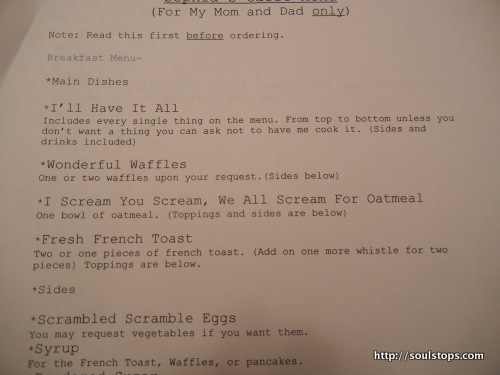 (For My Mom and Dad only)
Note: Read this first before ordering.
Breakfast Menu-
*Main Dishes
*I'll Have It All
Includes every single thing on the menu. From top to bottom unless you
don't want a thing you can ask not to have me cook it. (Sides and
drinks included)
*Wonderful Waffles
One or two waffles upon your request.(Sides below)
*I Scream You Scream, We All Scream For Oatmeal
One bowl of oatmeal. (Toppings and sides are below)
*Fresh French Toast
Two or one pieces of french toast. (Add on one more whistle for two
pieces) Toppings are below.
*Sides
*Scrambled Scramble Eggs
You may request vegetables if you want them.
*Syrup
For the French Toast, Waffles, or pancakes.
http://soulstops.com